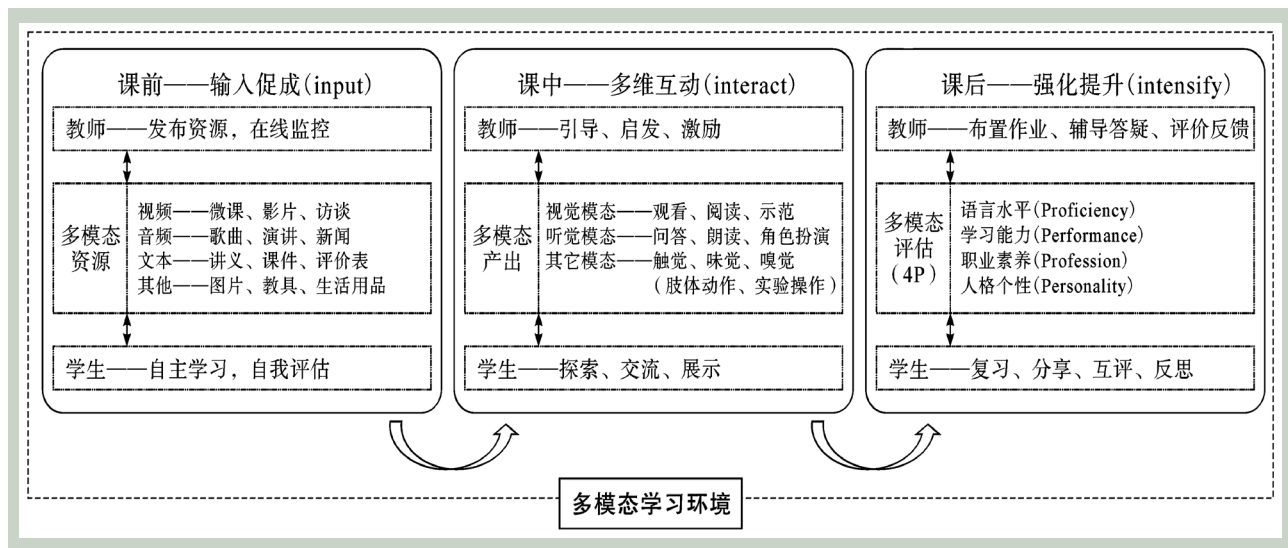 课前——输入促成(input)
教师——发布资源，在线监控
多模态
资源
视频——微课、影片、访谈
音频——歌曲、演讲、新闻
文本——讲义、课件、评价表
其他——图片、教具、生活用品
学生——自主学习，自我评估
课中——多维互动(interact)
教师——引导、启发、激励
多模态
产出
视觉模态——观看、阅读、示范
听觉模态——问答、朗读、角色扮演
其它模态——触觉、味觉、嗅觉
（肢体动作、实验操作）
学生——探索、交流、展示
课后——强化提升(intensify)
教师——布置作业、辅导答疑、评价反馈
多模态
评估
（4P）
语言水平(Proficiency)
学习能力(Performance)
职业素养(Profession)
人格个性(Personality)
学生——复习、分享、互评、反思
多模态学习环境